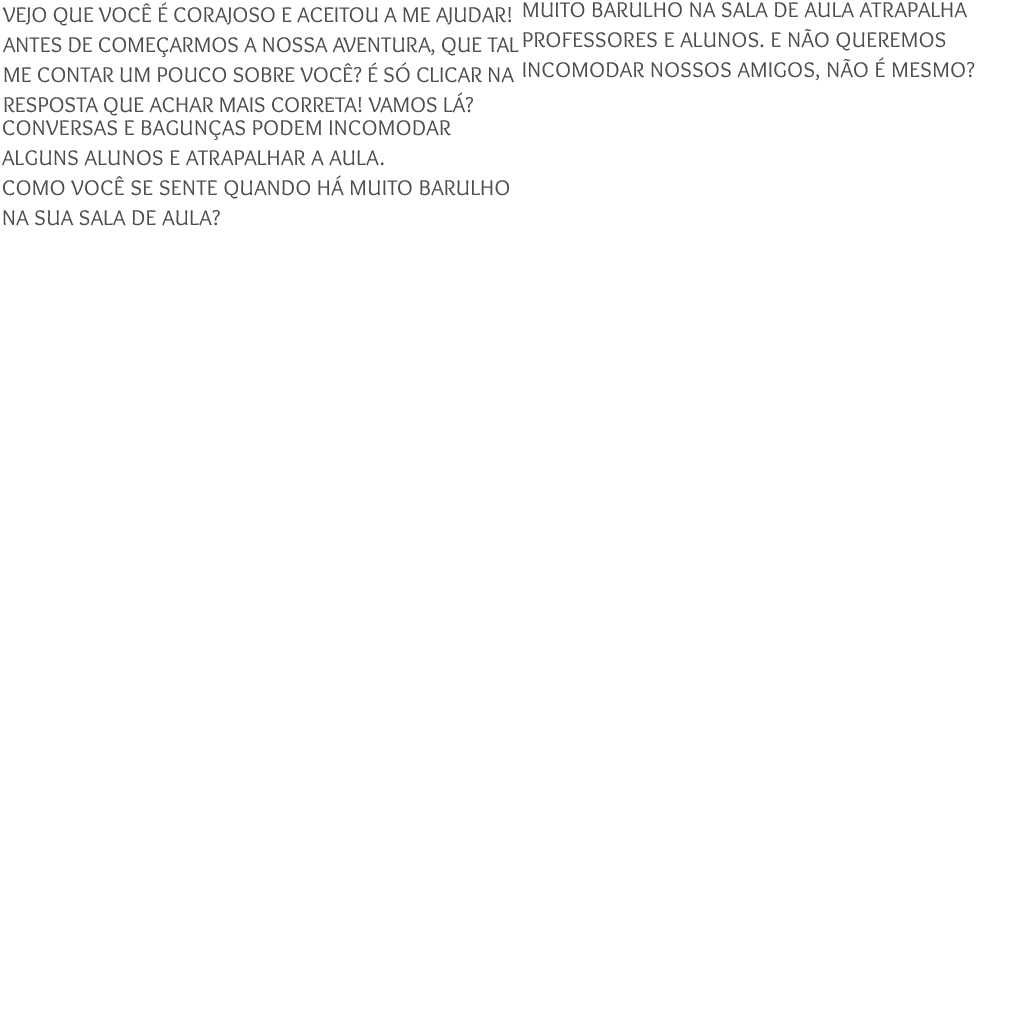 VEJO QUE VOCÊ É CORAJOSO E ACEITOU A ME AJUDAR!
ANTES DE COMEÇARMOS A NOSSA AVENTURA, QUE TAL
ME CONTAR UM POUCO SOBRE VOCÊ? É SÓ CLICAR NA
RESPOSTA QUE ACHAR MAIS CORRETA! VAMOS LÁ?
CONVERSAS E BAGUNÇAS PODEM INCOMODAR
ALGUNS ALUNOS E ATRAPALHAR A AULA.
COMO VOCÊ SE SENTE QUANDO HÁ MUITO BARULHO
NA SUA SALA DE AULA?
MUITO BARULHO NA SALA DE AULA ATRAPALHA
PROFESSORES E ALUNOS. E NÃO QUEREMOS
INCOMODAR NOSSOS AMIGOS, NÃO É MESMO?